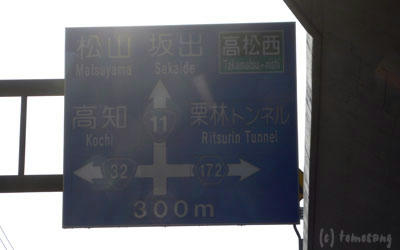 松山 坂出 高松西
Matsuyama Sakaide Takamatsu-nishi
高知 栗林トンネル
Kochi Ritsurin Tunnel
11
32 172
300m
(c) tomotang